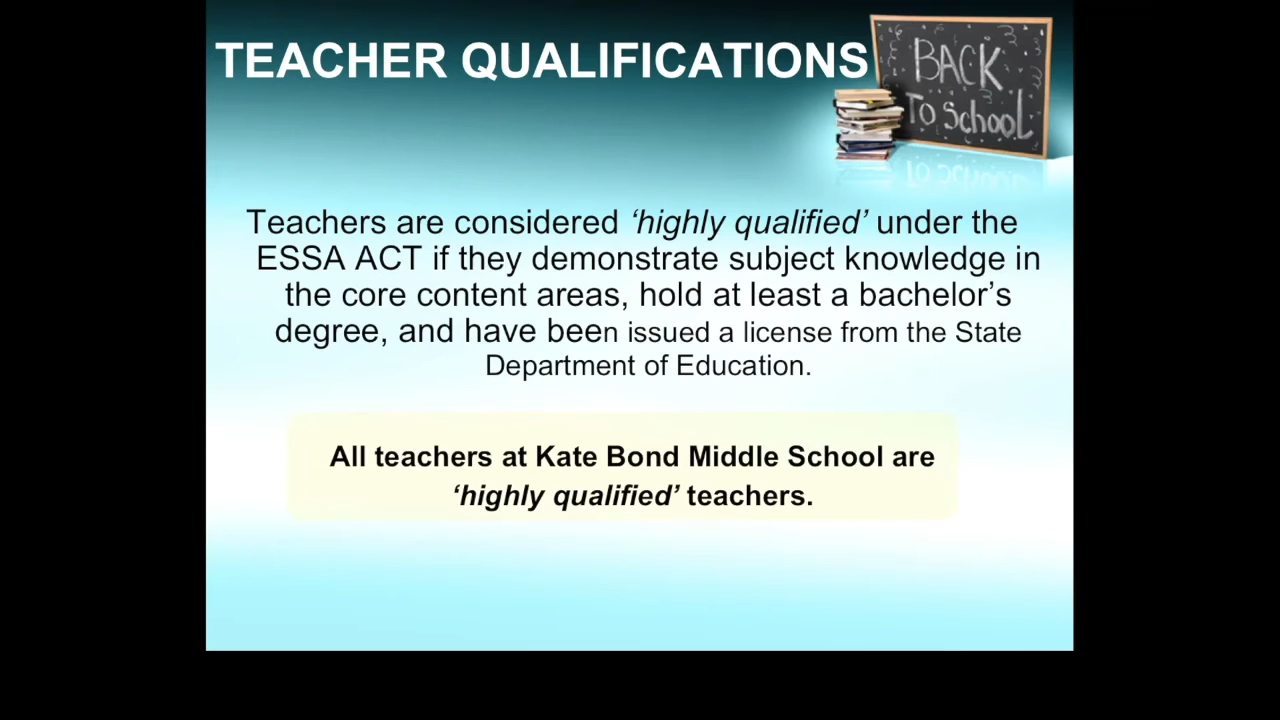 TEACHER QUALIFICATIONS
BACK
To School
Teachers are considered ‘highly qualified’ under the
ESSA ACT if they demonstrate subject knowledge in
the core content areas, hold at least a bachelor’s
degree, and have been issued a license from the State
Department of Education.
All teachers at Kate Bond Middle School are
‘highly qualified’ teachers.